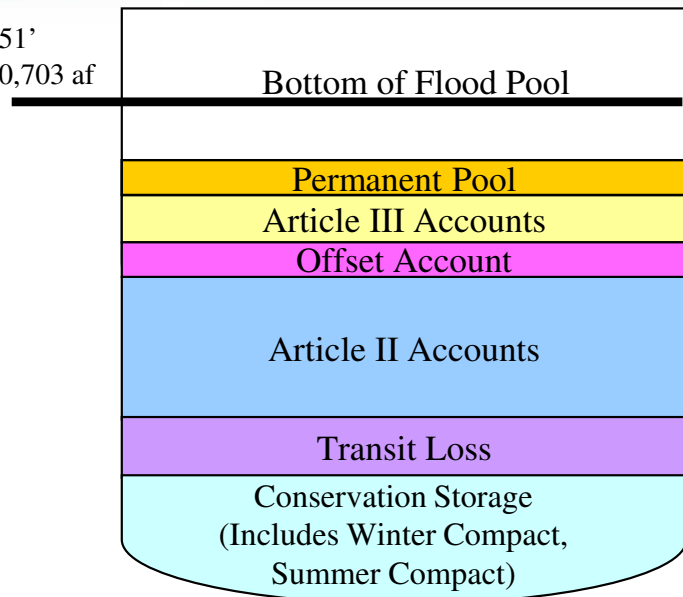 51’
0,703 af
Bottom of Flood Pool
Permanent Pool
Article III Accounts
Offset Account
Article II Accounts
Transit Loss
Conservation Storage
(Includes Winter Compact,
Summer Compact)